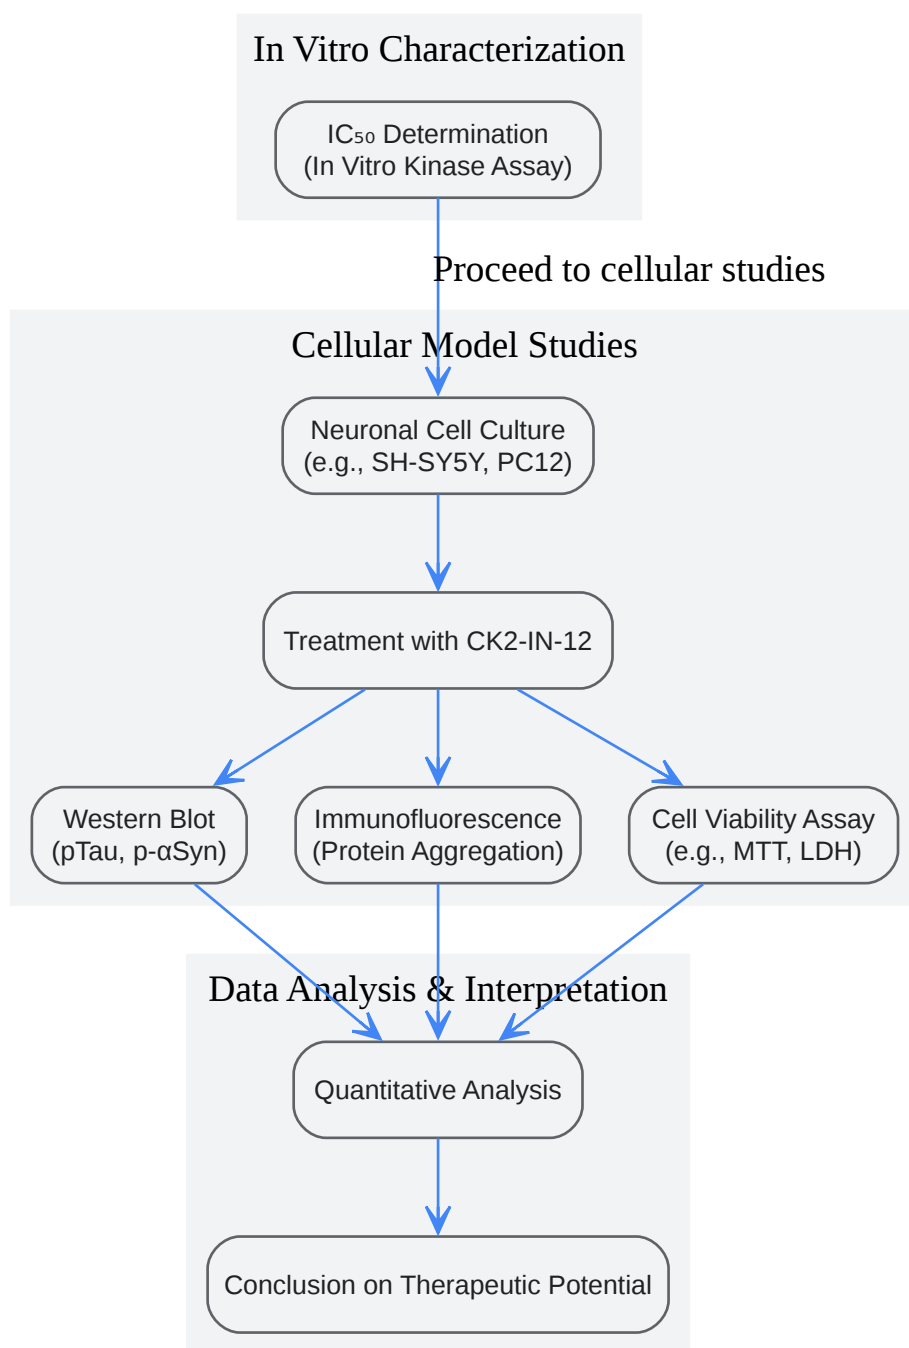 In Vitro Characterization
IC₅₀ Determination
(In Vitro Kinase Assay)
Proceed to cellular studies
Cellular Model Studies
Neuronal Cell Culture
(e.g., SH-SY5Y, PC12)
Treatment with CK2-IN-12
Western Blot
(pTau, p-αSyn)
Immunofluorescence
(Protein Aggregation)
Cell Viability Assay
(e.g., MTT, LDH)
Data Analysis & Interpretation
Quantitative Analysis
Conclusion on Therapeutic Potential